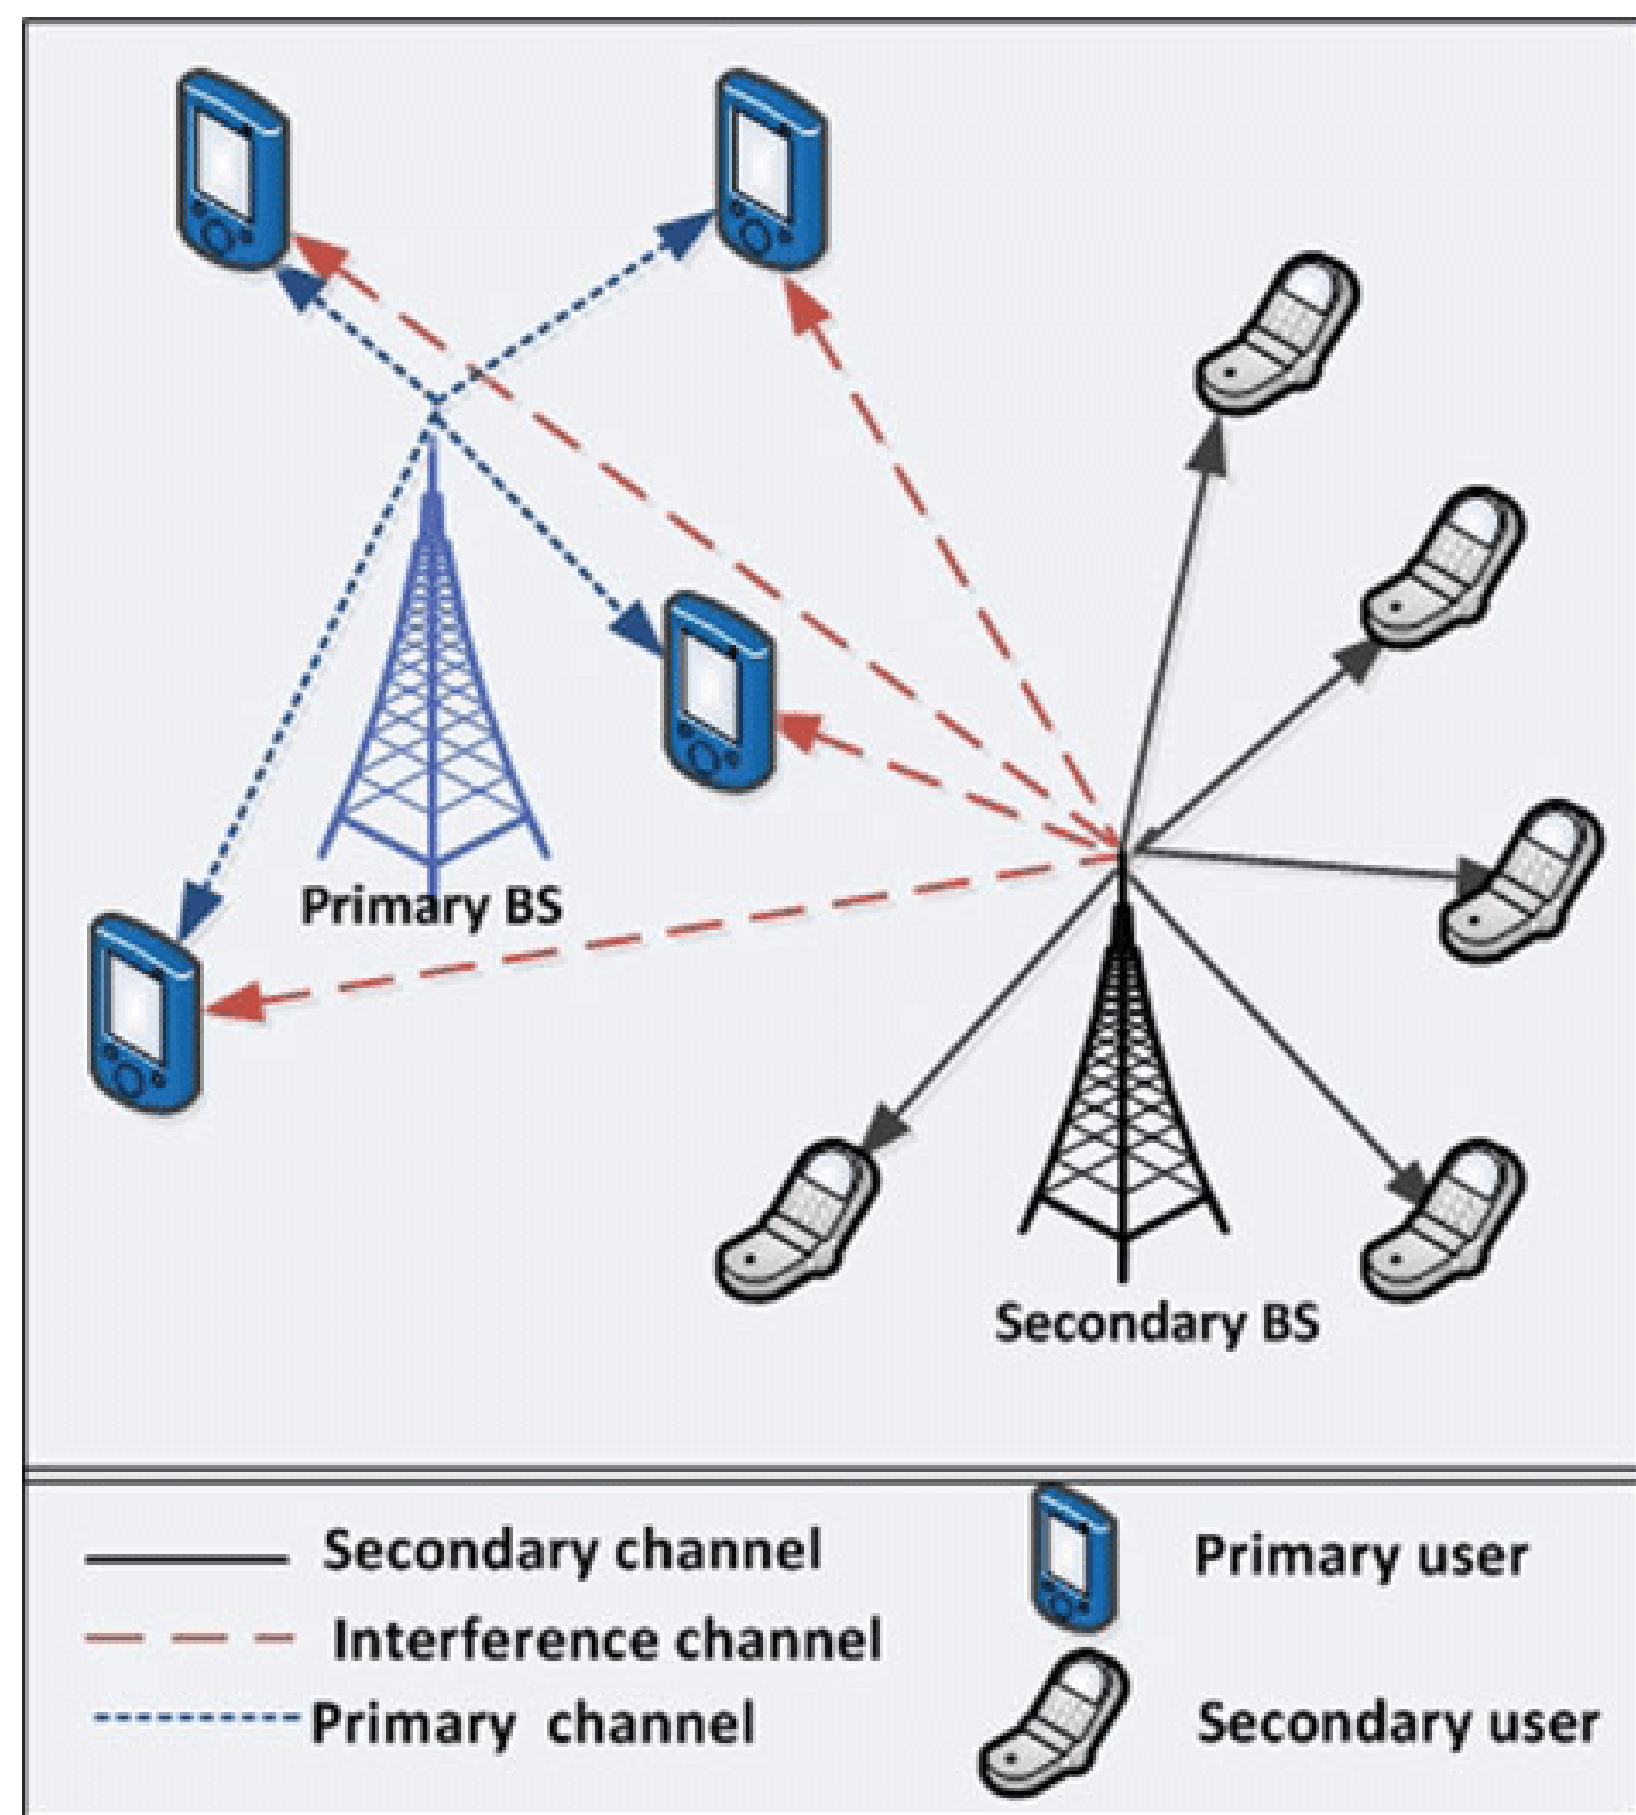 Primary BS
Secondary BS
Secondary channel
Primary user
Interference channel
Primary channel
Secondary user